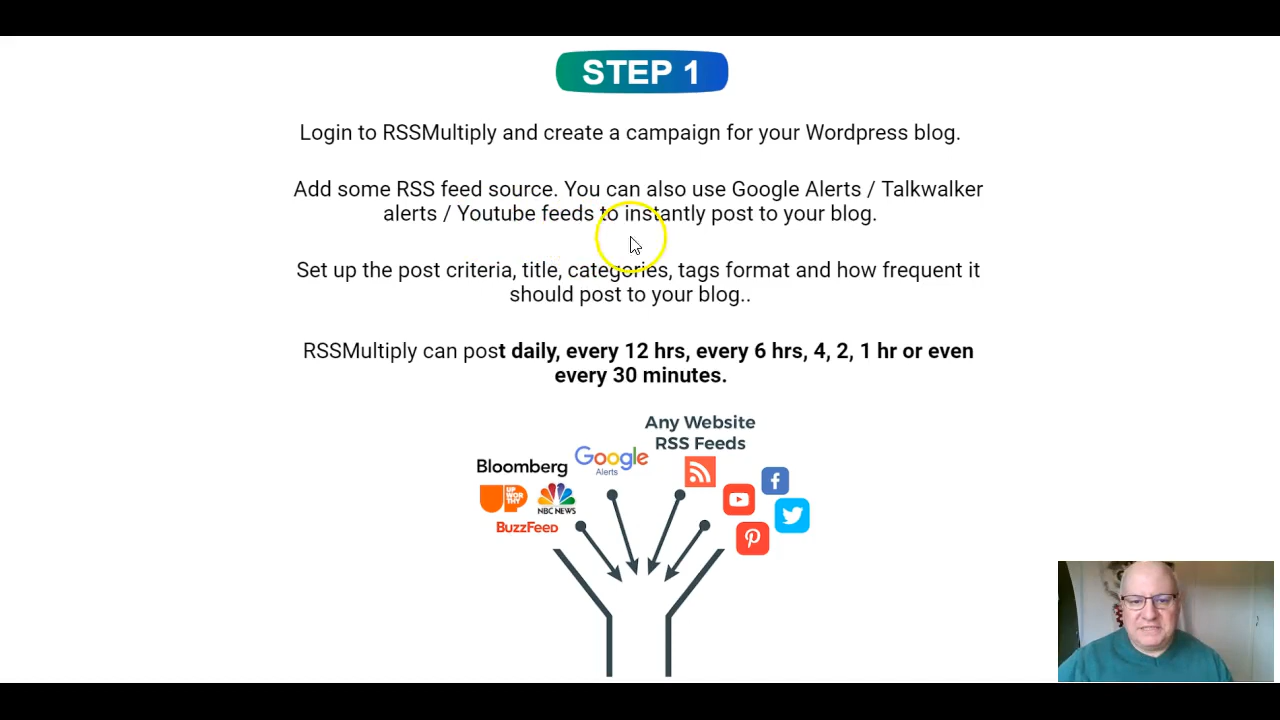 STEP 1
Login to RSSMultiply and create a campaign for your Wordpress blog.
Add some RSS feed source. You can also use Google Alerts / Talkwalker
alerts / Youtube feeds to instantly post to your blog.
Set up the post criteria, title, categories, tags format and how frequent it
should post to your blog..
RSSMultiply can post daily, every 12 hrs, every 6 hrs, 4, 2, 1 hr or even
every 30 minutes.
Any Website
RSS Feeds
Google
Alerts
Bloomberg
UP
WOR
THY
NBC NEWS
BuzzFeed